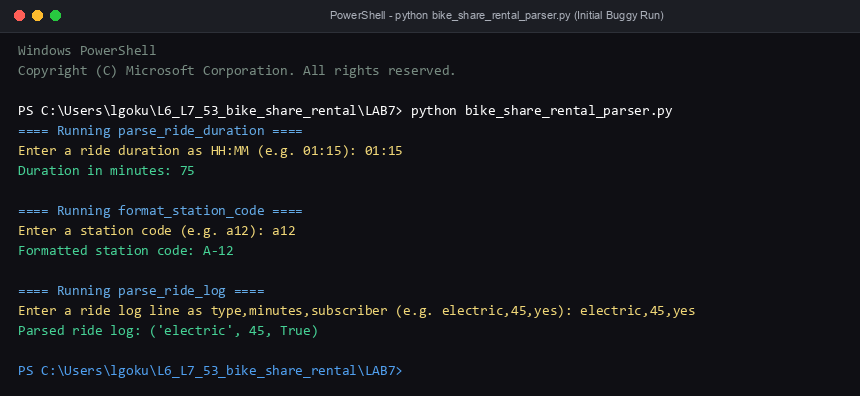 PowerShell - python bike_share_rental_parser.py (Initial Buggy Run)
Windows PowerShell
Copyright (C) Microsoft Corporation. All rights reserved.
PS C:\Users\lgoku\L6_L7_53_bike_share_rental\LAB7> python bike_share_rental_parser.py
==== Running parse_ride_duration ====
Enter a ride duration as HH:MM (e.g. 01:15): 01:15
Duration in minutes: 75
==== Running format_station_code ====
Enter a station code (e.g. a12): a12
Formatted station code: A-12
==== Running parse_ride_log ====
Enter a ride log line as type,minutes,subscriber (e.g. electric,45,yes): electric,45,yes
Parsed ride log: ('electric', 45, True)
PS C:\Users\lgoku\L6_L7_53_bike_share_rental\LAB7>